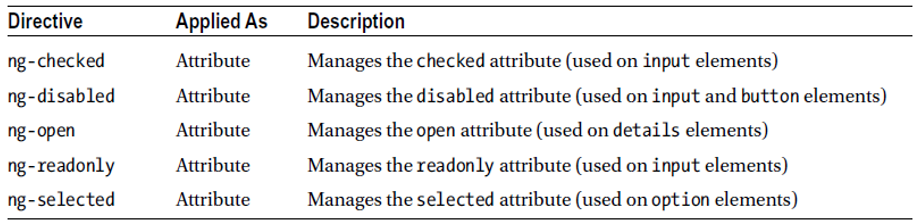 Directive Applied As Description
ng-checked Attribute Manages the checked attribute (used on input elements)
ng-disabled Attribute Manages the disabled attribute (used on input and button elements)
ng-open Attribute Manages the open attribute (used on details elements)
ng-readonly Attribute Manages the readonly attribute (used on input elements)
ng-selected Attribute Manages the selected attribute (used on option elements)